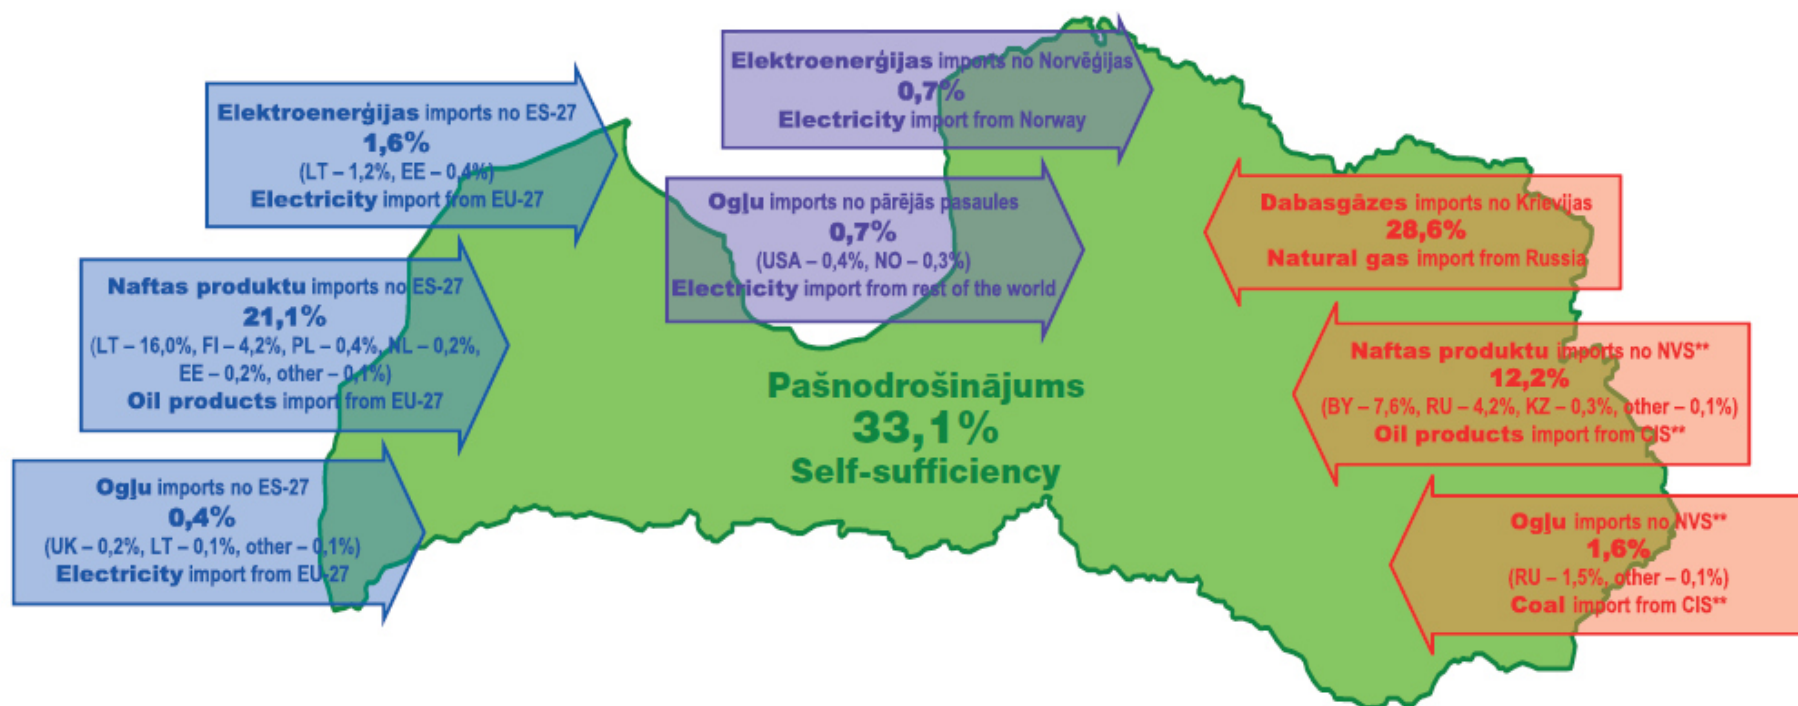 Elektroenerģijas imports no ES-27
1,6%
(LT – 1,2%, EE – 0,4%)
Electricity import from EU-27
Naftas produktu imports no ES-27
21,1%
(LT – 16,0%, FI – 4,2%, PL – 0,4%, NL – 0,2%,
EE – 0,2%, other – 0,1%)
Oil products import from EU-27
Ogļu imports no ES-27
0,4%
(UK – 0,2%, LT – 0,1%, other – 0,1%)
Electricity import from EU-27
Elektroenerģijas imports no Norvēģijas
0,7%
Electricity import from Norway
Ogļu imports no pārējās pasaules
0,7%
(USA – 0,4%, NO – 0,3%)
Electricity import from rest of the world
Pašnodrošinājums
33,1%
Self-sufficiency
Dabasgāzes imports no Krievijas
28,6%
Natural gas import from Russia
Naftas produktu imports no NVS**
12,2%
(BY – 7,6%, RU – 4,2%, KZ – 0,3%, other – 0,1%)
Oil products import from CIS**
Ogļu imports no NVS**
1,6%
(RU – 1,5%, other – 0,1%)
Coal import from CIS**